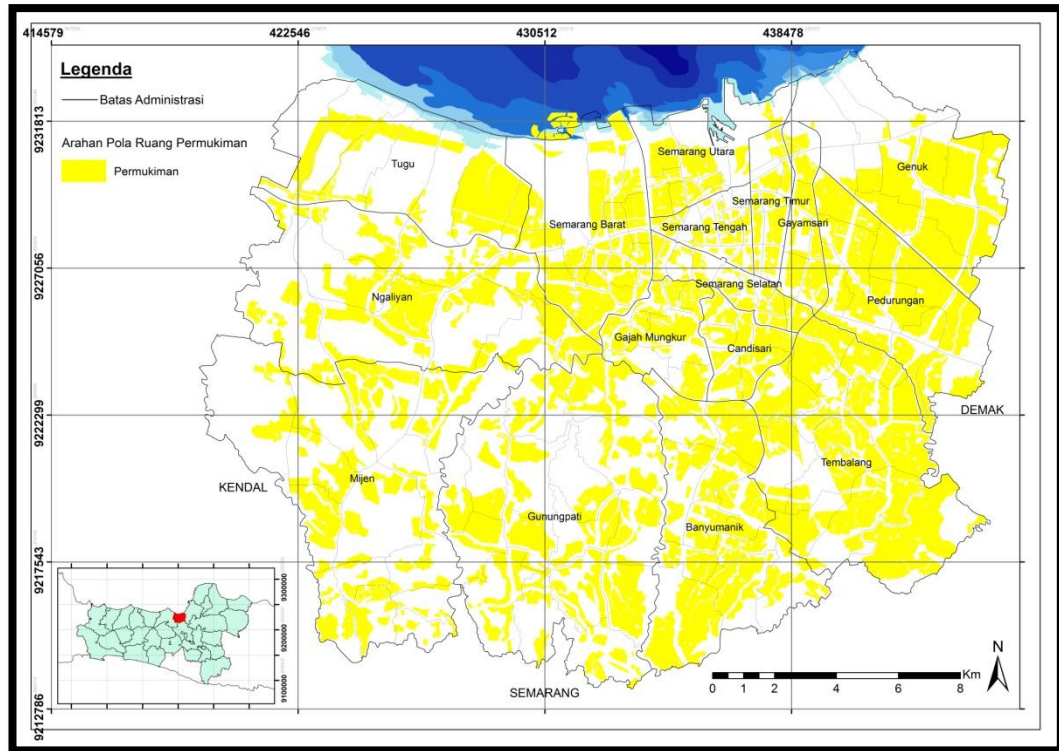 414579
422546
430512
438478
Legenda
Batas Administrasi
Arahan Pola Ruang Permukiman
Permukiman
9231813
9227056
9222299
9217543
9212786
Tugu
Semarang Utara
Genuk
Semarang Timur
Semarang Barat
Semarang Tengah
Gayamsari
Ngaliyan
Semarang Selatan
Pedurungan
Gajah Mungkur
Candisari
DEMAK
Mijen
Tembalang
KENDAL
Gunungpati
Banyumanik
SEMARANG
9300000
9200000
9100000
N
Km
0 1 2 4 6 8